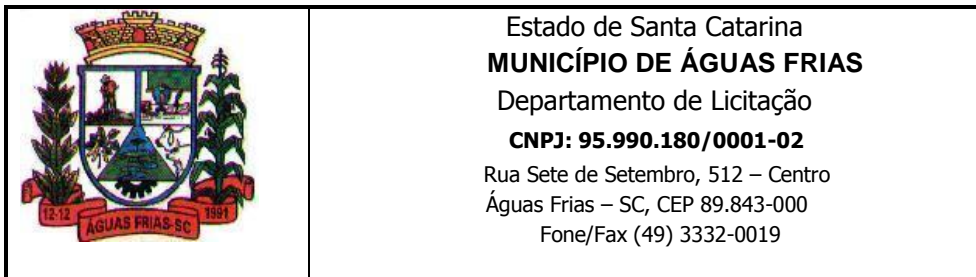 12-12
ÁGUAS FRIAS-SC
1991
Estado de Santa Catarina
MUNICÍPIO DE ÁGUAS FRIAS
Departamento de Licitação
CNPJ: 95.990.180/0001-02
Rua Sete de Setembro, 512 – Centro
Águas Frias – SC, CEP 89.843-000
Fone/Fax (49) 3332-0019